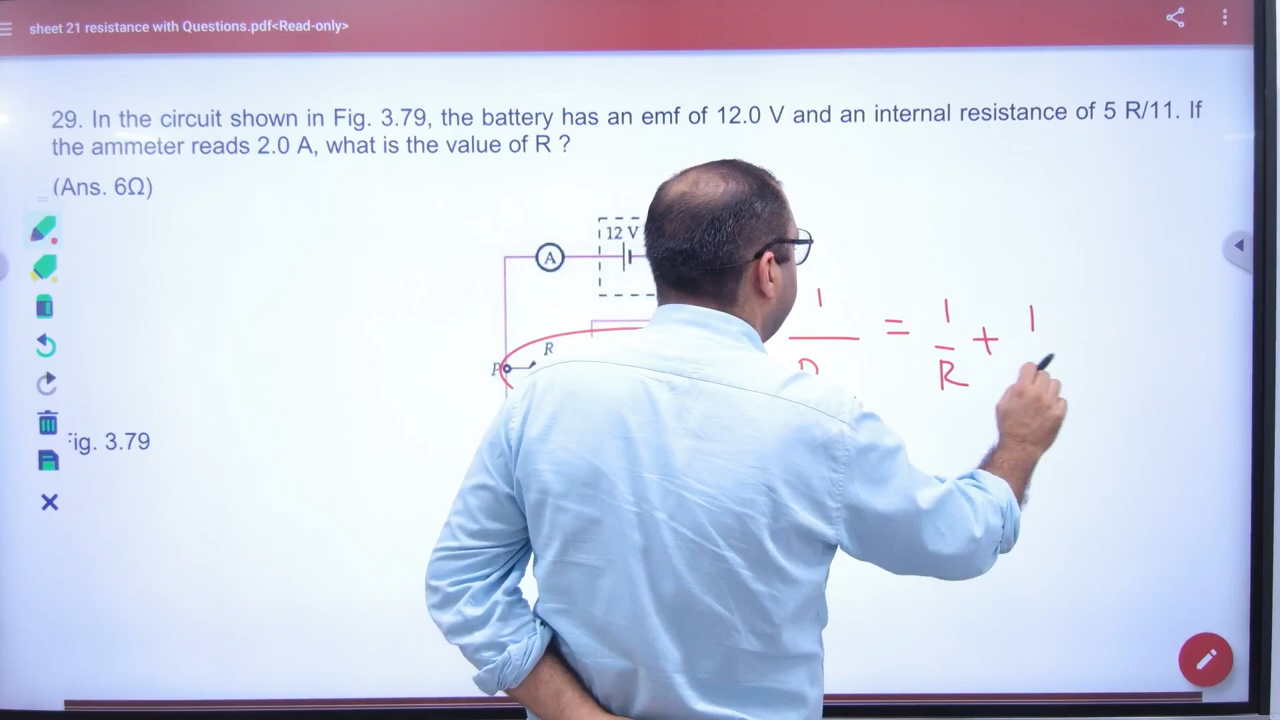 sheet 21 resistance with Questions.pdf<Read-only>
29. In the circuit shown in Fig. 3.79, the battery has an emf of 12.0 V and an internal resistance of 5 R/11. If
the ammeter reads 2.0 A, what is the value of R ?
(Ans. 6Ω)
12 V
A
1 = 1 + 1
R
R
P
ig. 3.79